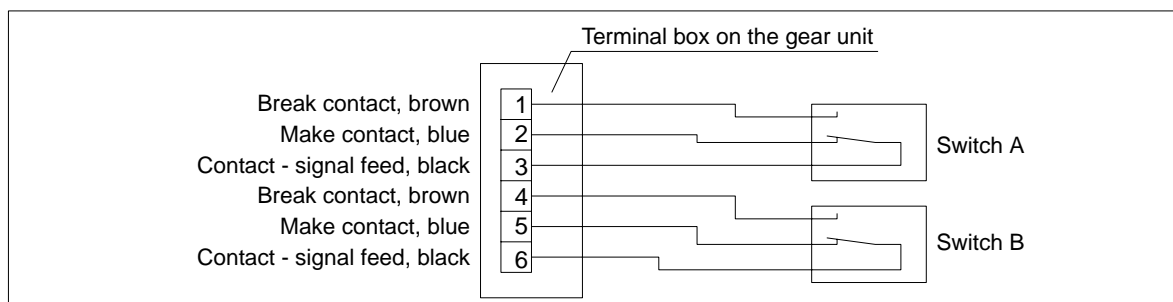 Terminal box on the gear unit
Break contact, brown 1
Make contact, blue 2
Contact - signal feed, black 3
Switch A
Break contact, brown 4
Make contact, blue 5
Contact - signal feed, black 6
Switch B